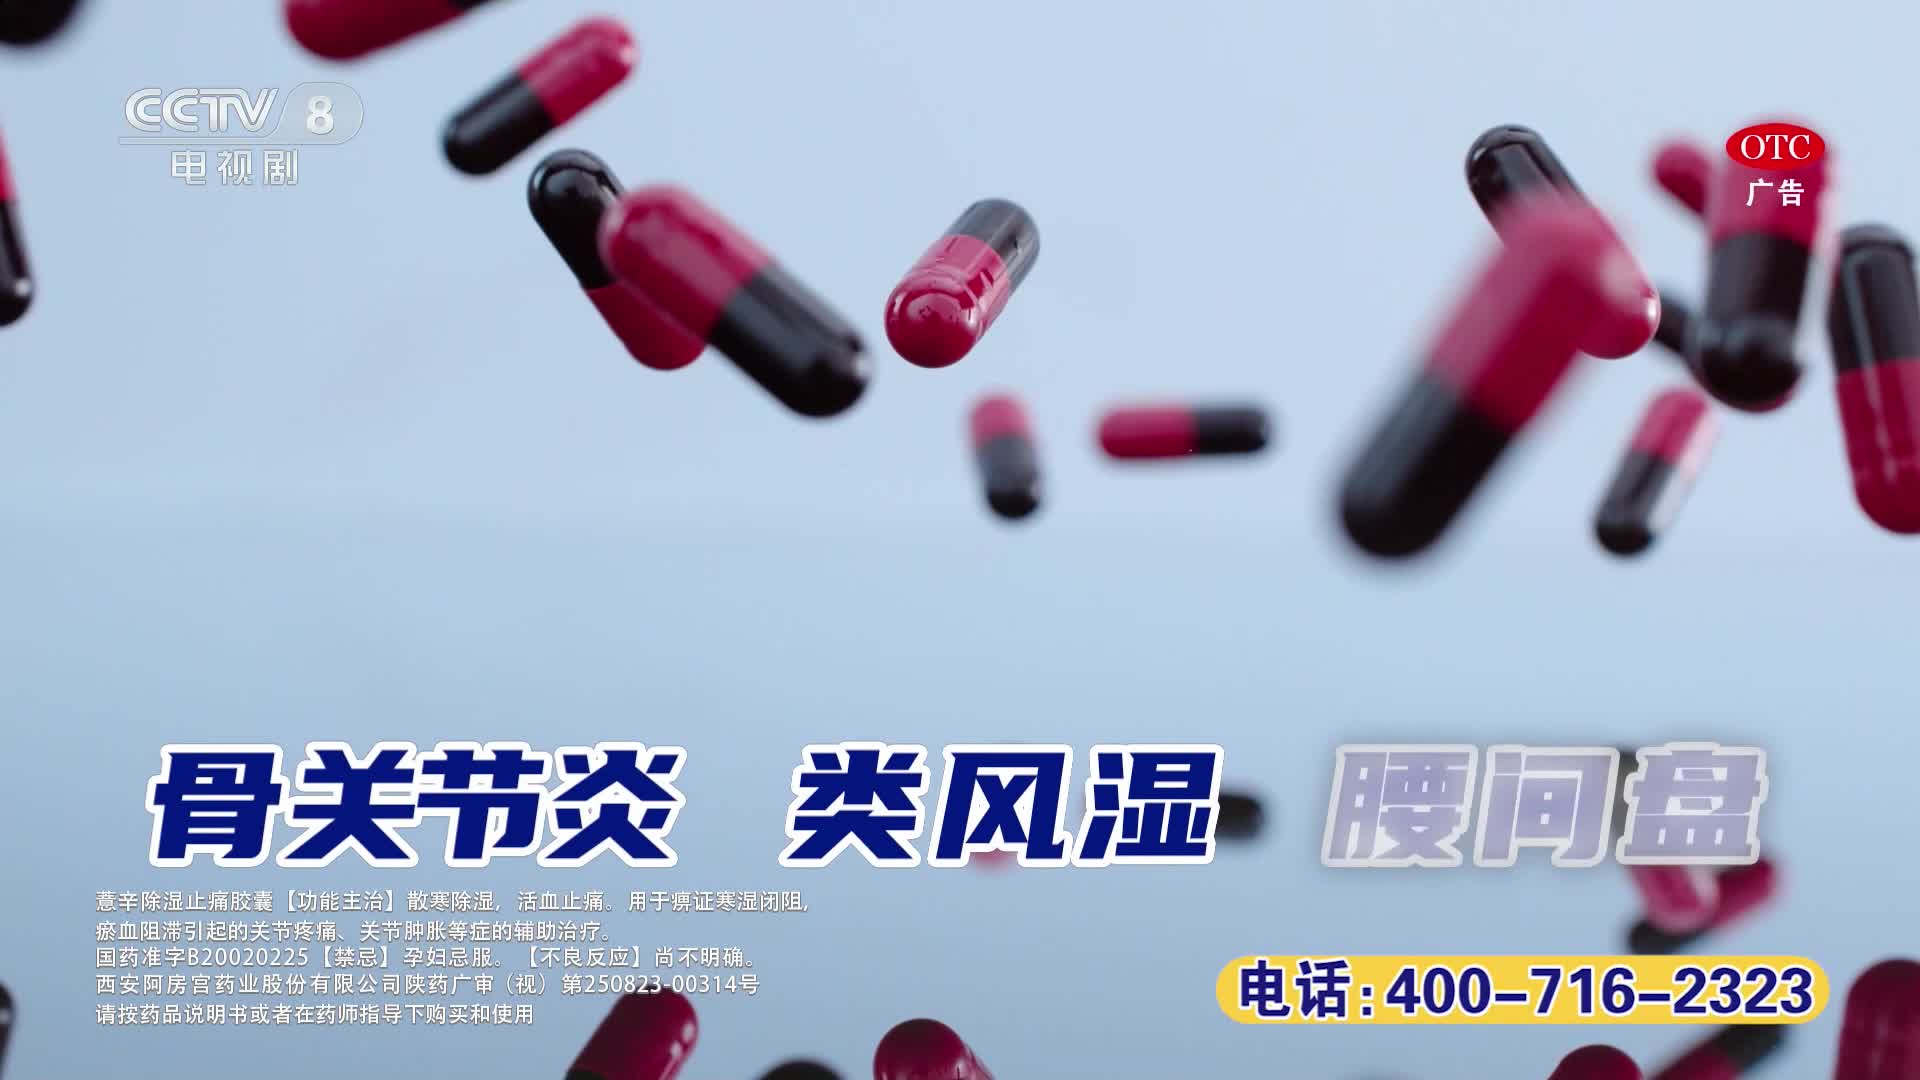 CCTV 8
电视剧
OTC
广告
骨关节炎 类风湿 腰间盘
薏辛除湿止痛胶囊【功能主治】散寒除湿，活血止痛。用于痹证寒湿闭阻，
瘀血阻滞引起的关节疼痛、关节肿胀等症的辅助治疗。
国药准字B20020225【禁忌】孕妇忌服。【不良反应】尚不明确。
西安阿房宫药业股份有限公司陕药广审（视）第250823-00314号
请按药品说明书或者在药师指导下购买和使用
电话：400-716-2323